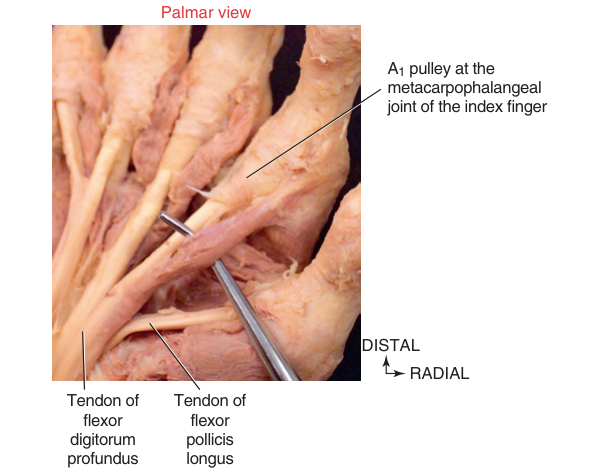 Palmar view
A1 pulley at the
metacarpophalangeal
joint of the index finger
DISTAL
RADIAL
Tendon of
flexor
digitorum
profundus
Tendon of
flexor
pollicis
longus